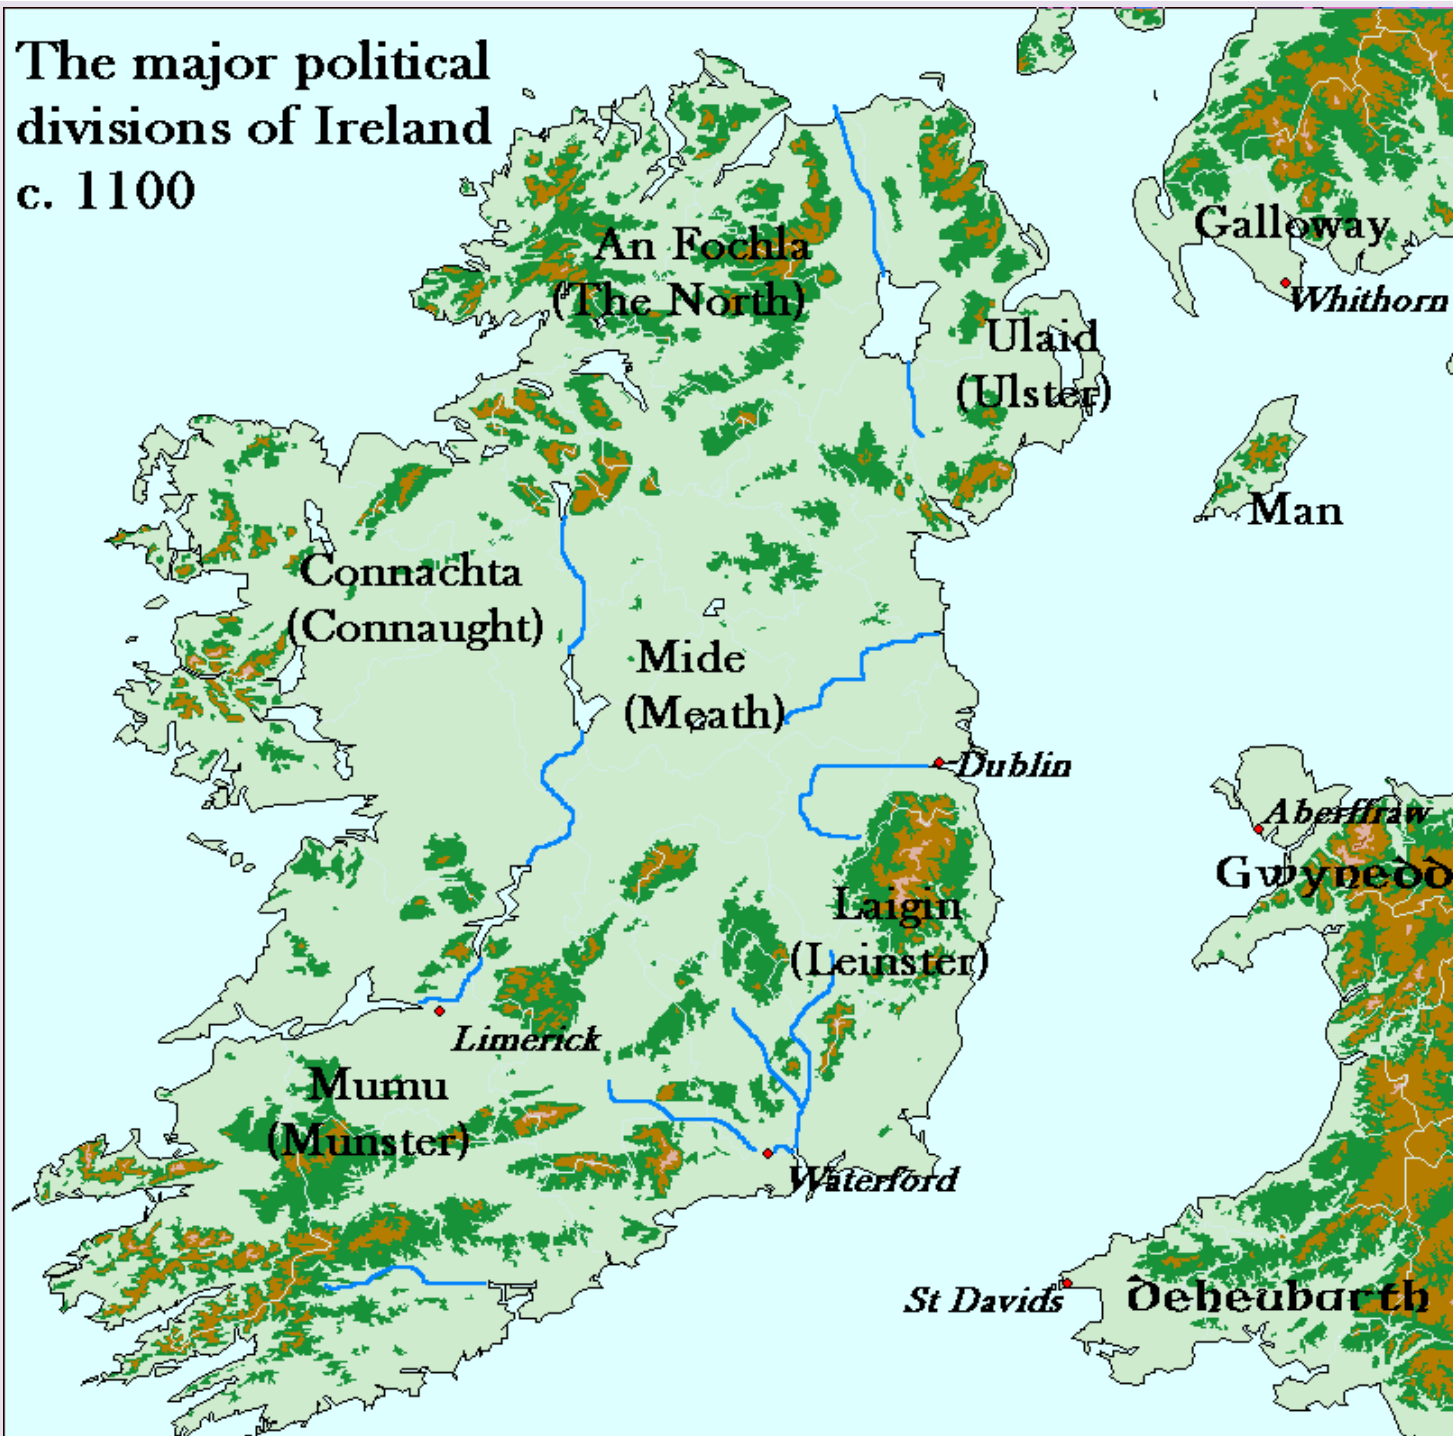 The major political
divisions of Ireland
c. 1100
An Fochla
(The North)
Galloway
Whithorn
Ulaid
(Ulster)
Man
Connachta
(Connaught)
Mide
(Meath)
Dublin
Aberffraw
Gwynedd
Laigin
(Leinster)
Limerick
Mumu
(Munster)
Waterford
St Davids
Deheubarth